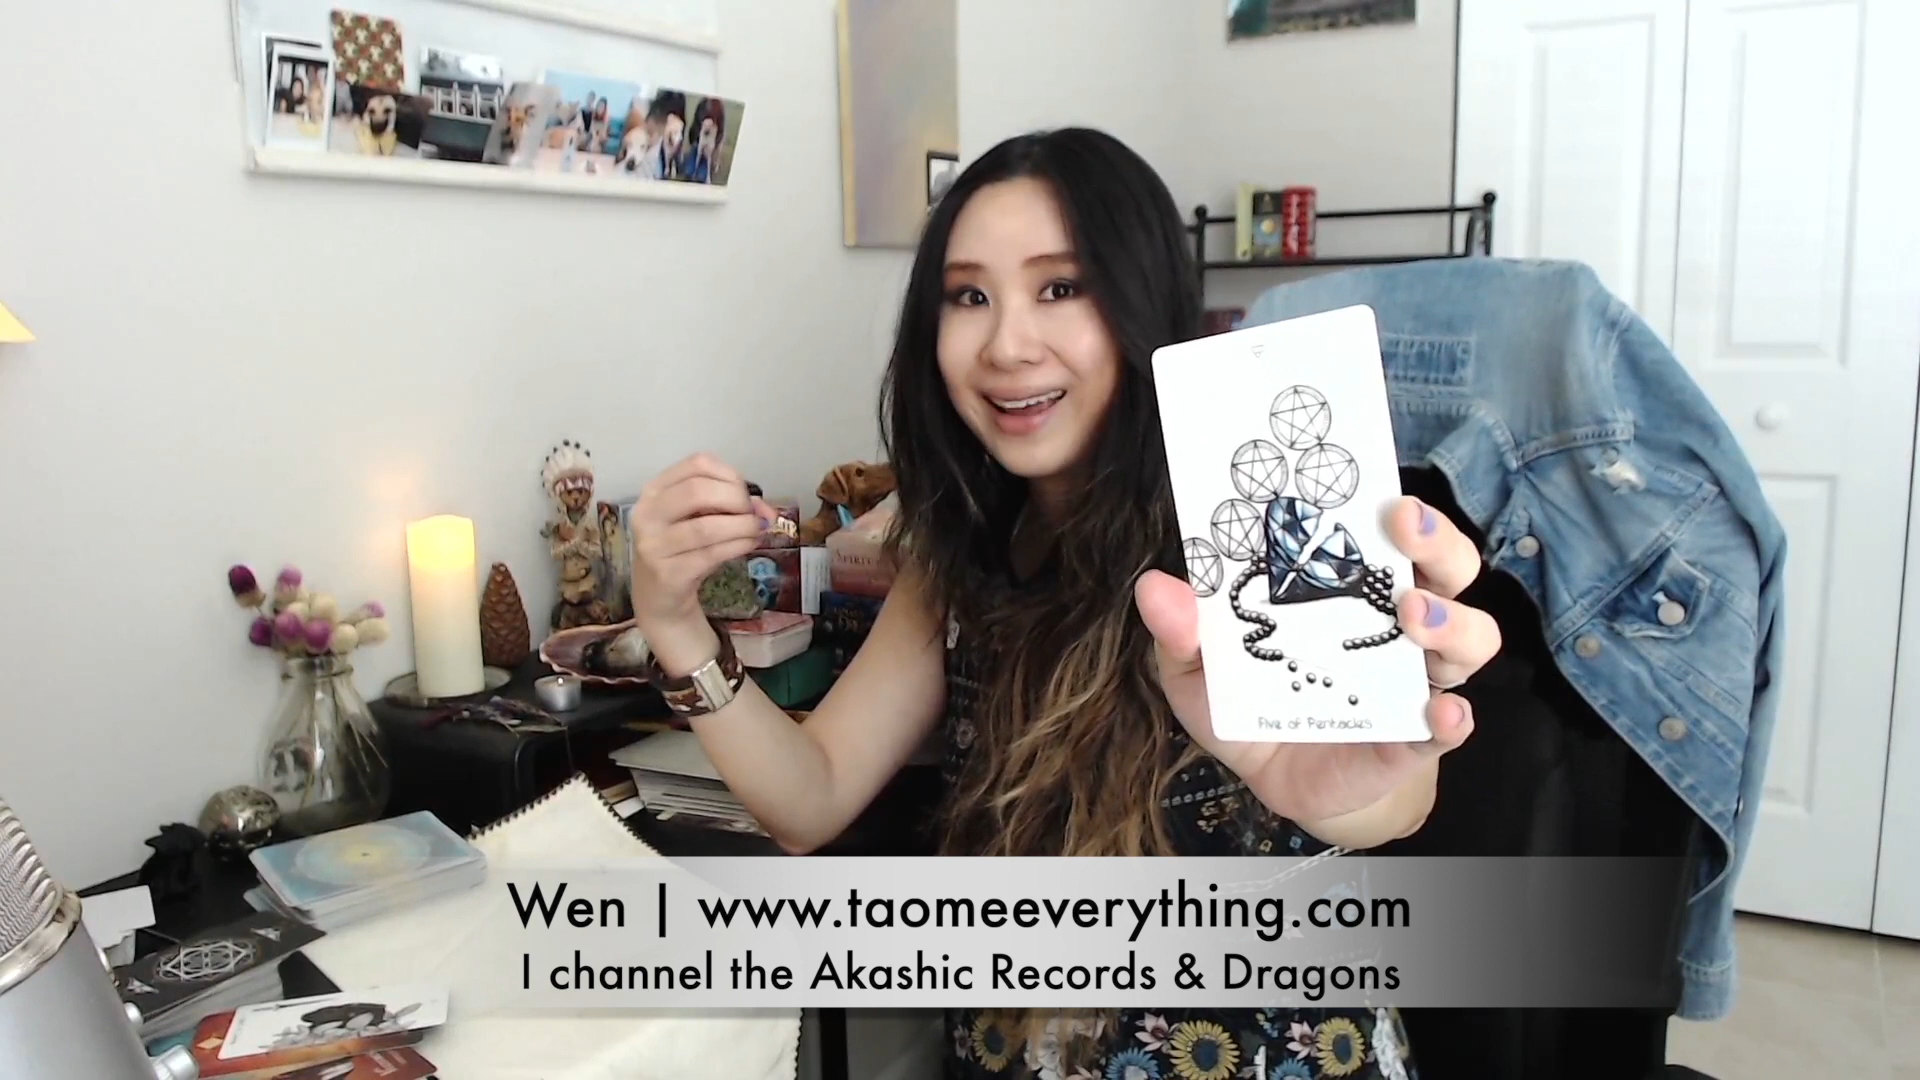 Five of Pentacles
Wen | www.taomeeverything.com
I channel the Akashic Records & Dragons